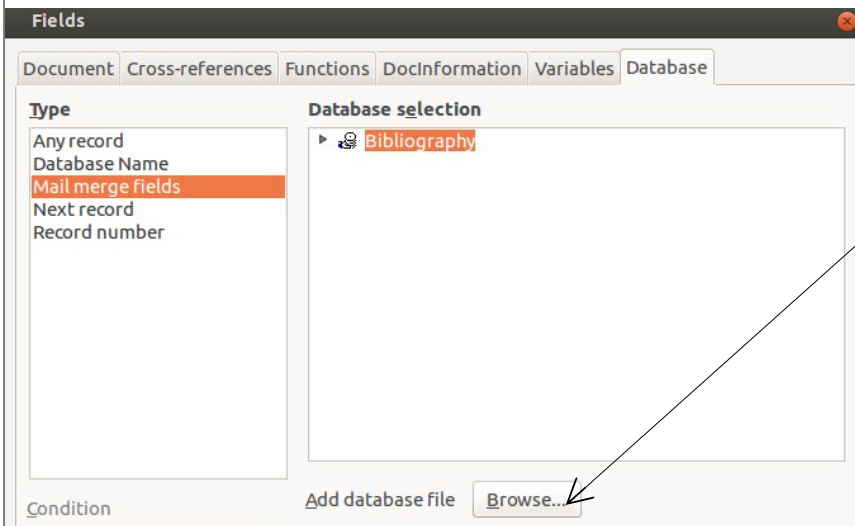 Fields
Document Cross-references Functions DocInformation Variables Database
Type
Database selection
Any record
Database Name
Mail merge fields
Next record
Record number
Bibliography
Condition
Add database file Browse...